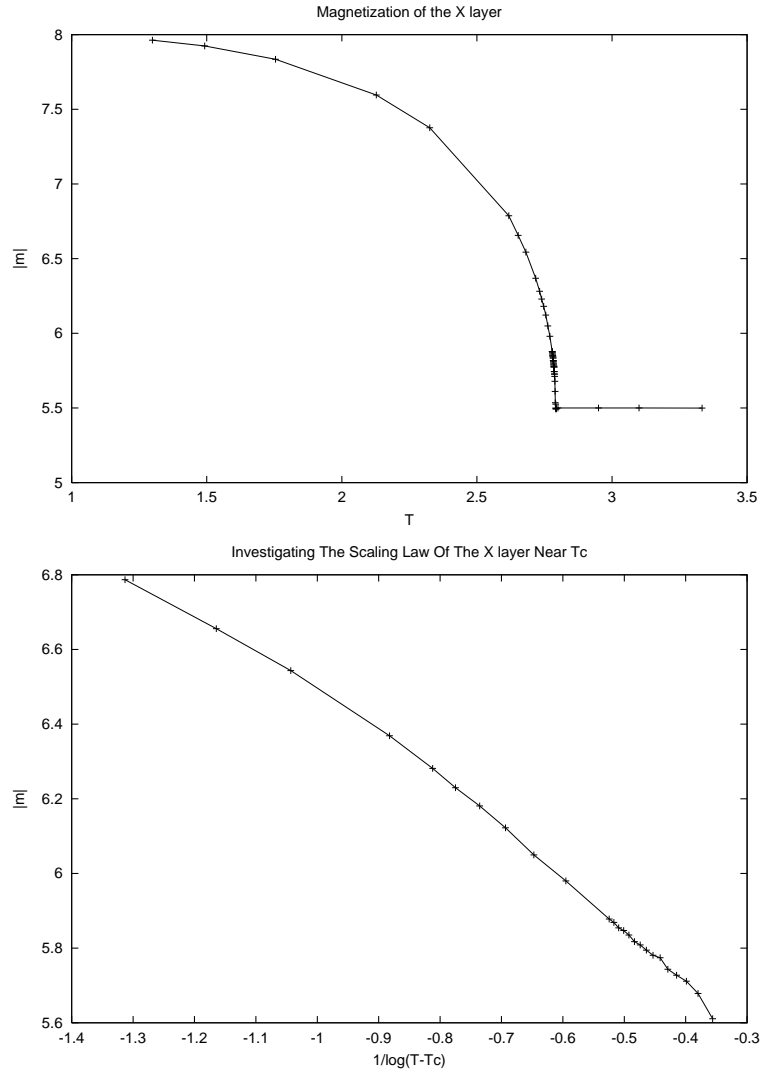 Magnetization of the X layer
8
7.5
7
6.5
6
5.5
5
|m|
1 1.5 2 2.5 3 3.5
T
Investigating The Scaling Law Of The X layer Near Tc
6.8
6.6
6.4
6.2
6
5.8
5.6
|m|
-1.4 -1.3 -1.2 -1.1 -1 -0.9 -0.8 -0.7 -0.6 -0.5 -0.4 -0.3
1/log(T-Tc)